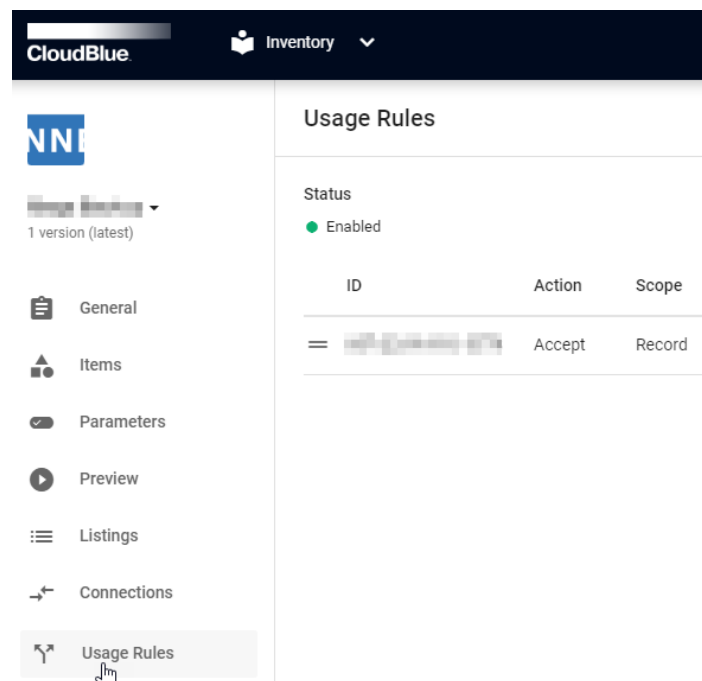 CloudBlue.
Inventory
NNE
1 version (latest)
General
Items
Parameters
Preview
Listings
Connections
Usage Rules
Usage Rules
Status
Enabled
ID Action Scope
Accept Record